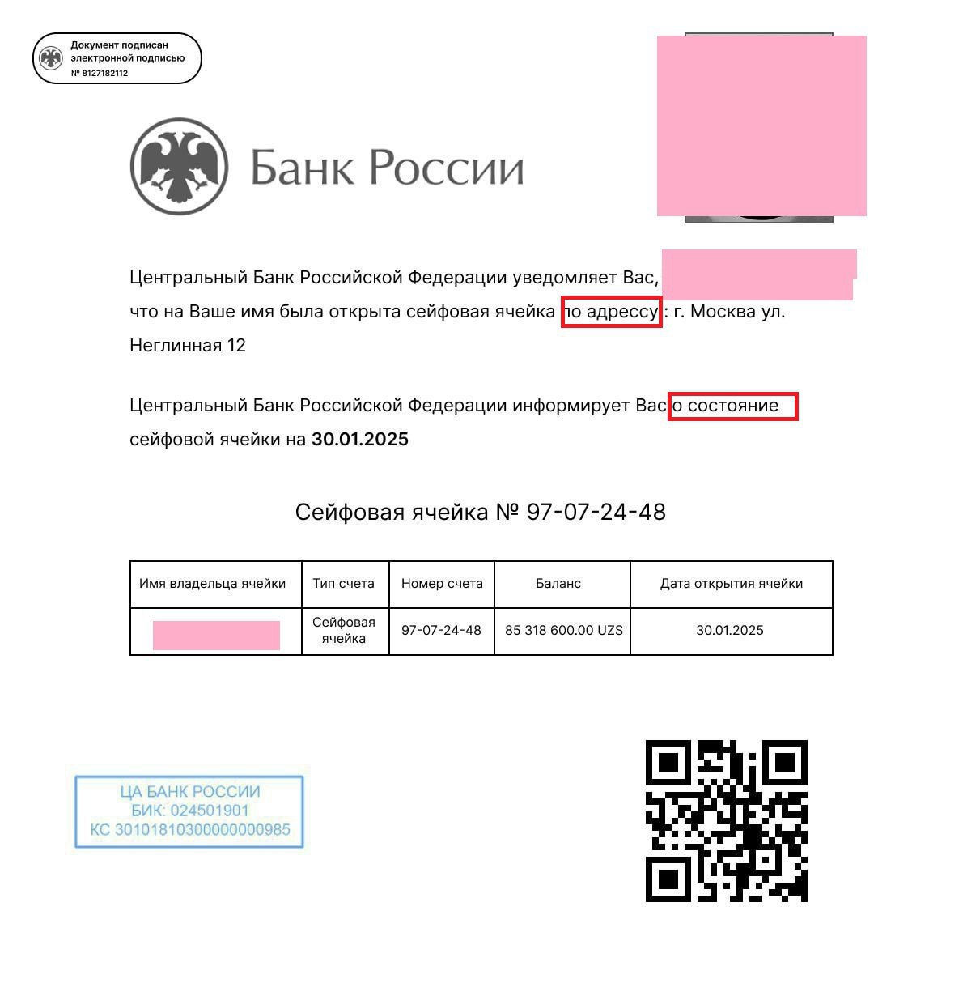 Документ подписан
электронной подписью
№ 8127182112
Банк России
Центральный Банк Российской Федерации уведомляет Вас,
что на Ваше имя была открыта сейфовая ячейка по адрессу : г. Москва ул.
Неглинная 12
Центральный Банк Российской Федерации информирует Вас о состояние
сейфовой ячейки на 30.01.2025
Сейфовая ячейка № 97-07-24-48
Имя владельца ячейки Тип счета Номер счета Баланс Дата открытия ячейки
Сейфовая ячейка 97-07-24-48 85 318 600.00 UZS 30.01.2025
ЦА БАНК РОССИИ
БИК: 024501901
КС 30101810300000000985